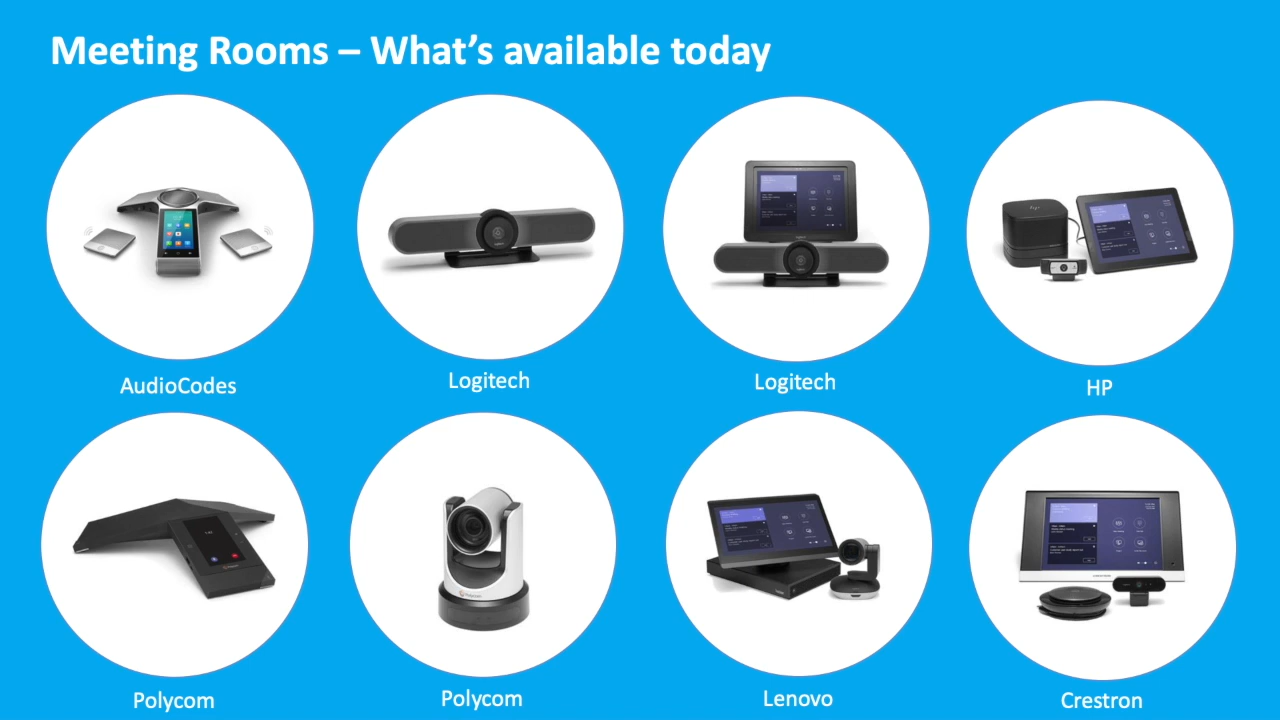 Meeting Rooms – What's available today
AudioCodes
Logitech
Logitech
HP
Polycom
Polycom
Lenovo
Crestron